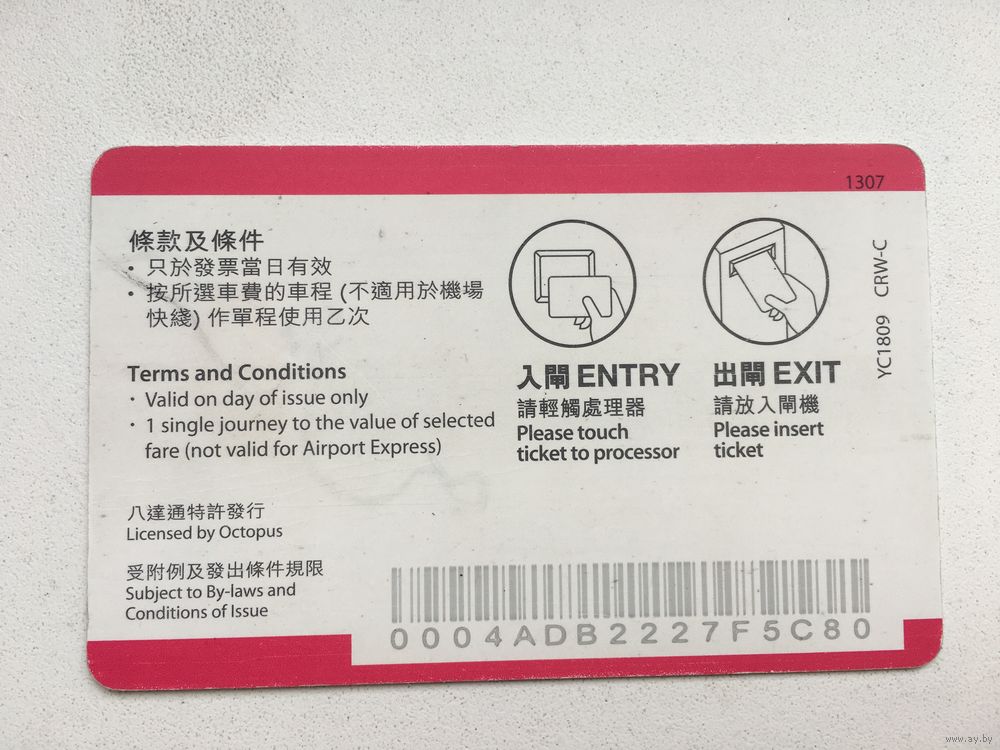 1307
條款及條件
• 只於發票當日有效
• 按所選車費的車程 (不適用於機場
快綫) 作單程使用乙次
Terms and Conditions
• Valid on day of issue only
• 1 single journey to the value of selected
fare (not valid for Airport Express)
八達通特許發行
Licensed by Octopus
受附例及發出條件規限
Subject to By-laws and
Conditions of Issue
入閘 ENTRY
請輕觸處理器
Please touch
ticket to processor
出閘 EXIT
請放入閘機
Please insert
ticket
YC1809 CRW-C
0004ADB2227F5C80
www.ay.by